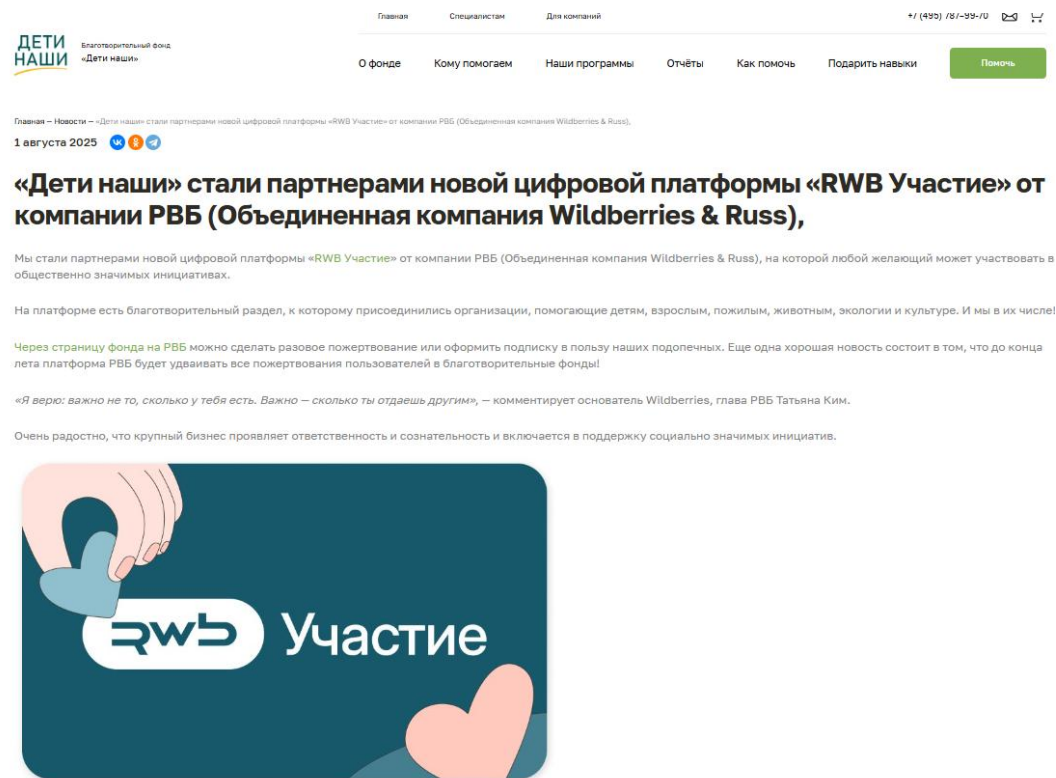 Главная Специалистам Для компаний +7 (495) 787-99-70
ДЕТИ
НАШИ
Благотворительный фонд
«Дети наши»
О фонде Кому помогаем Наши программы Отчёты Как помочь Подарить навыки Помочь
Главная — Новости — «Дети наши» стали партнерами новой цифровой платформы «RWB Участие» от компании РВБ (Объединенная компания Wildberries & Russ),
1 августа 2025
«Дети наши» стали партнерами новой цифровой платформы «RWB Участие» от
компании РВБ (Объединенная компания Wildberries & Russ),
Мы стали партнерами новой цифровой платформы «RWB Участие» от компании РВБ (Объединенная компания Wildberries & Russ), на которой любой желающий может участвовать в
общественно значимых инициативах.
На платформе есть благотворительный раздел, к которому присоединились организации, помогающие детям, взрослым, пожилым, животным, экологии и культуре. И мы в их числе!
Через страницу фонда на РВБ можно сделать разовое пожертвование или оформить подписку в пользу наших подопечных. Еще одна хорошая новость состоит в том, что до конца
лета платформа РВБ будет удваивать все пожертвования пользователей в благотворительные фонды!
«Я верю: важно не то, сколько у тебя есть. Важно — сколько ты отдаешь другим», — комментирует основатель Wildberries, глава РВБ Татьяна Ким.
Очень радостно, что крупный бизнес проявляет ответственность и сознательность и включается в поддержку социально значимых инициатив.
RWB Участие